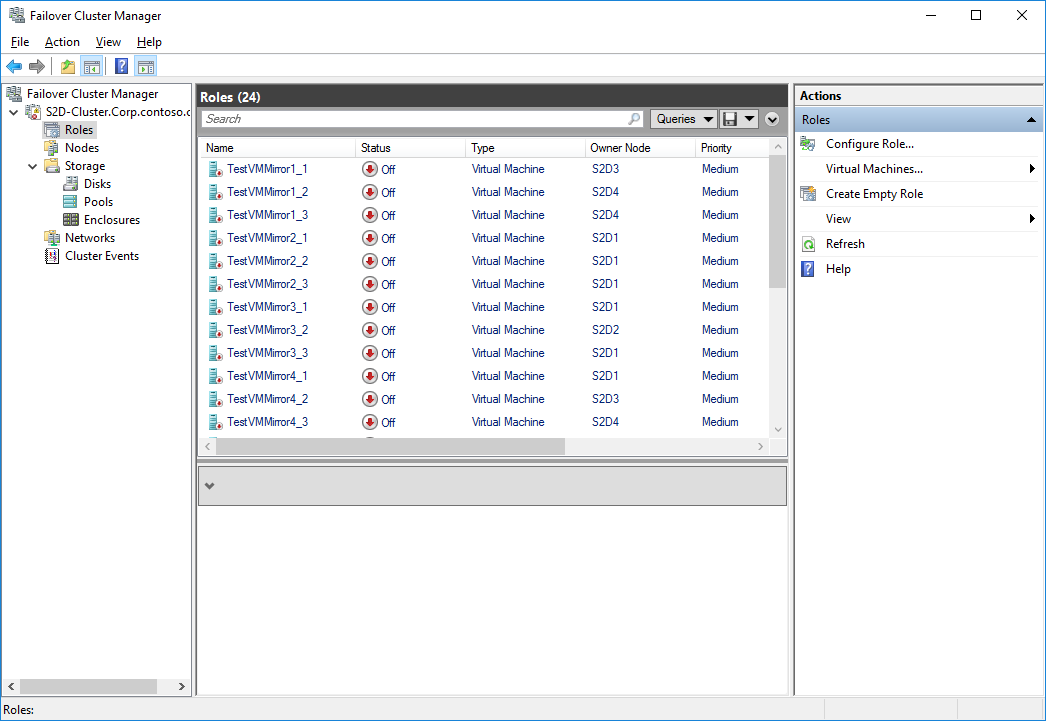 Failover Cluster Manager
File Action View Help
Failover Cluster Manager
S2D-Cluster.Corp.contoso.c
Roles
Nodes
Storage
Disks
Pools
Enclosures
Networks
Cluster Events
Roles (24)
Search
Queries
Name Status Type Owner Node Priority
TestVMMirror1_1 Off Virtual Machine S2D3 Medium
TestVMMirror1_2 Off Virtual Machine S2D4 Medium
TestVMMirror1_3 Off Virtual Machine S2D4 Medium
TestVMMirror2_1 Off Virtual Machine S2D1 Medium
TestVMMirror2_2 Off Virtual Machine S2D1 Medium
TestVMMirror2_3 Off Virtual Machine S2D1 Medium
TestVMMirror3_1 Off Virtual Machine S2D1 Medium
TestVMMirror3_2 Off Virtual Machine S2D2 Medium
TestVMMirror3_3 Off Virtual Machine S2D1 Medium
TestVMMirror4_1 Off Virtual Machine S2D1 Medium
TestVMMirror4_2 Off Virtual Machine S2D3 Medium
TestVMMirror4_3 Off Virtual Machine S2D4 Medium
Actions
Roles
Configure Role...
Virtual Machines...
Create Empty Role
View
Refresh
Help
Roles: